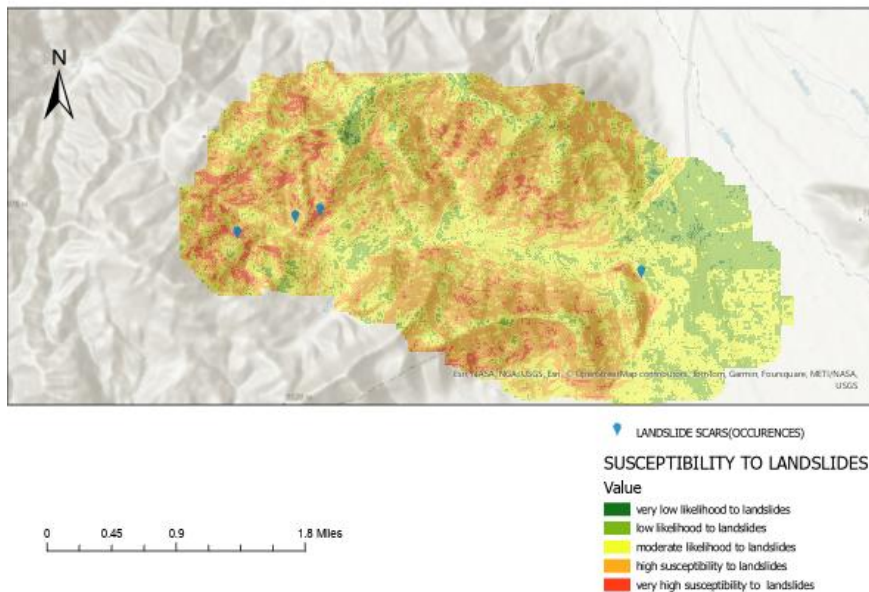 N
Esri, NASA, NGA, USGS, Esri, © OpenStreetMap contributors, TomTom, Garmin, Foursquare, METI/NASA,
USGS
LANDSLIDE SCARS(OCCURENCES)
SUSCEPTIBILITY TO LANDSLIDES
Value
very low likelihood to landslides
low likelihood to landslides
moderate likelihood to landslides
high susceptibility to landslides
very high susceptibility to landslides
0 0.45 0.9 1.8 Miles